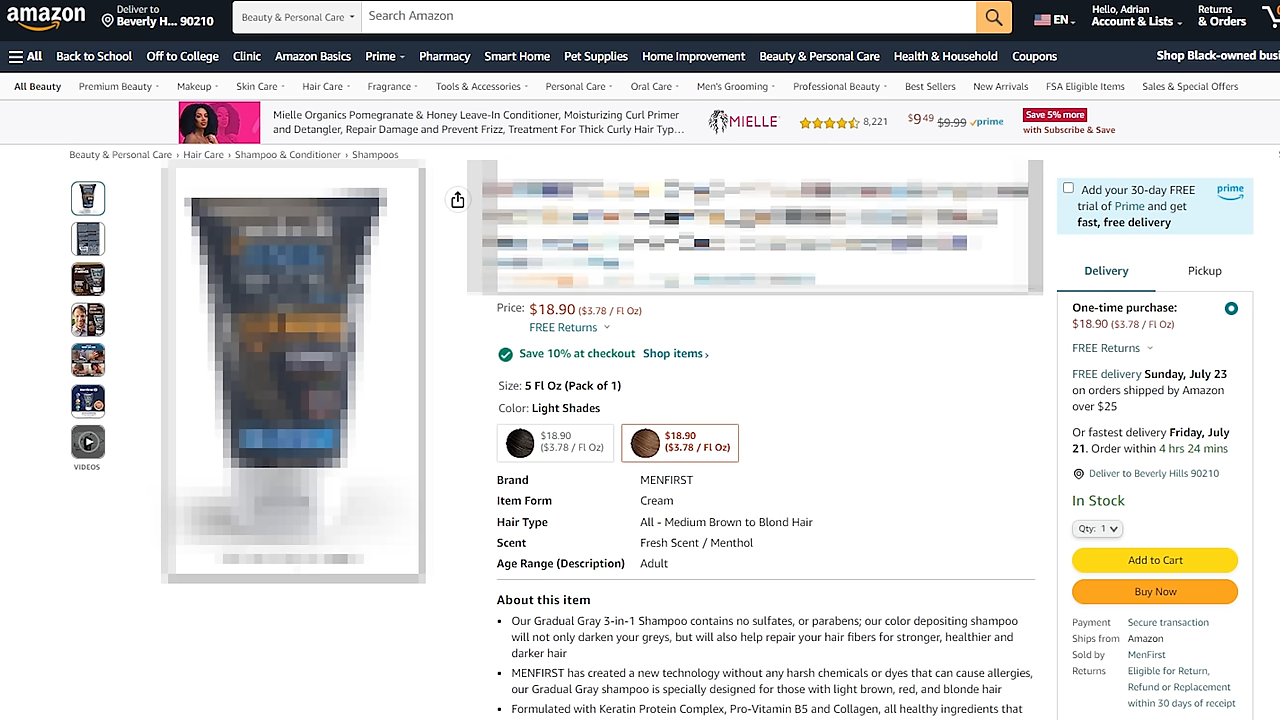 amazon
Deliver to
Beverly H... 90210
Beauty & Personal Care
Search Amazon
EN
Hello, Adrian
Account & Lists
Returns
& Orders
All
Back to School
Off to College
Clinic
Amazon Basics
Prime
Pharmacy
Smart Home
Pet Supplies
Home Improvement
Beauty & Personal Care
Health & Household
Coupons
Shop Black-owned busi
All Beauty
Premium Beauty
Makeup
Skin Care
Hair Care
Fragrance
Tools & Accessories
Personal Care
Oral Care
Men's Grooming
Professional Beauty
Best Sellers
New Arrivals
FSA Eligible Items
Sales & Special Offers
Mielle Organics Pomegranate & Honey Leave-In Conditioner, Moisturizing Curl Primer
and Detangler, Repair Damage and Prevent Frizz, Treatment For Thick Curly Hair Typ...
MIELLE
8,221
$9.49 $9.99 prime
Save 5% more
with Subscribe & Save
Beauty & Personal Care › Hair Care › Shampoo & Conditioner › Shampoos
VIDEOS
Price: $18.90 ($3.78 / Fl Oz)
FREE Returns
Save 10% at checkout Shop items ›
Size: 5 Fl Oz (Pack of 1)
Color: Light Shades
$18.90
($3.78 / Fl Oz)
$18.90
($3.78 / Fl Oz)
Brand MENFIRST
Item Form Cream
Hair Type All - Medium Brown to Blond Hair
Scent Fresh Scent / Menthol
Age Range (Description) Adult
About this item
• Our Gradual Gray 3-in-1 Shampoo contains no sulfates, or parabens; our color depositing shampoo
will not only darken your greys, but will also help repair your hair fibers for stronger, healthier and
darker hair
• MENFIRST has created a new technology without any harsh chemicals or dyes that can cause allergies,
our Gradual Gray shampoo is specially designed for those with light brown, red, and blonde hair
• Formulated with Keratin Protein Complex, Pro-Vitamin B5 and Collagen, all healthy ingredients that
Add your 30-day FREE
trial of Prime and get
fast, free delivery
prime
Delivery
Pickup
One-time purchase:
$18.90 ($3.78 / Fl Oz)
FREE Returns
FREE delivery Sunday, July 23
on orders shipped by Amazon
over $25
Or fastest delivery Friday, July
21. Order within 4 hrs 24 mins
Deliver to Beverly Hills 90210
In Stock
Qty: 1
Add to Cart
Buy Now
Payment Secure transaction
Ships from Amazon
Sold by MenFirst
Returns Eligible for Return,
Refund or Replacement
within 30 days of receipt